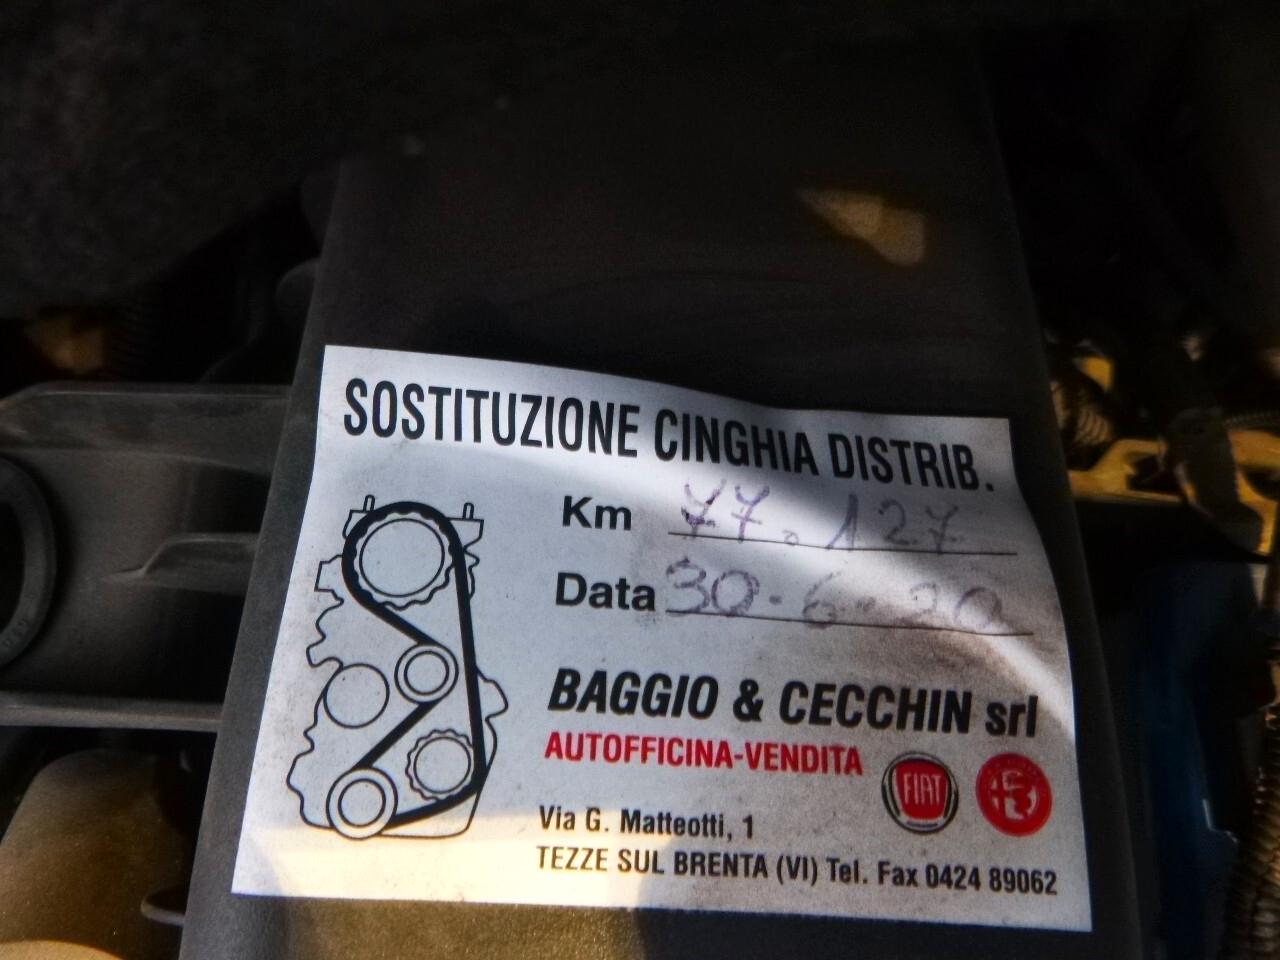 SOSTITUZIONE CINGHIA DISTRIB.
Km 77.127
Data 30.6.20
BAGGIO & CECCHIN srl
AUTOFFICINA-VENDITA
FIAT
Via G. Matteotti, 1
TEZZE SUL BRENTA (VI) Tel. Fax 0424 89062